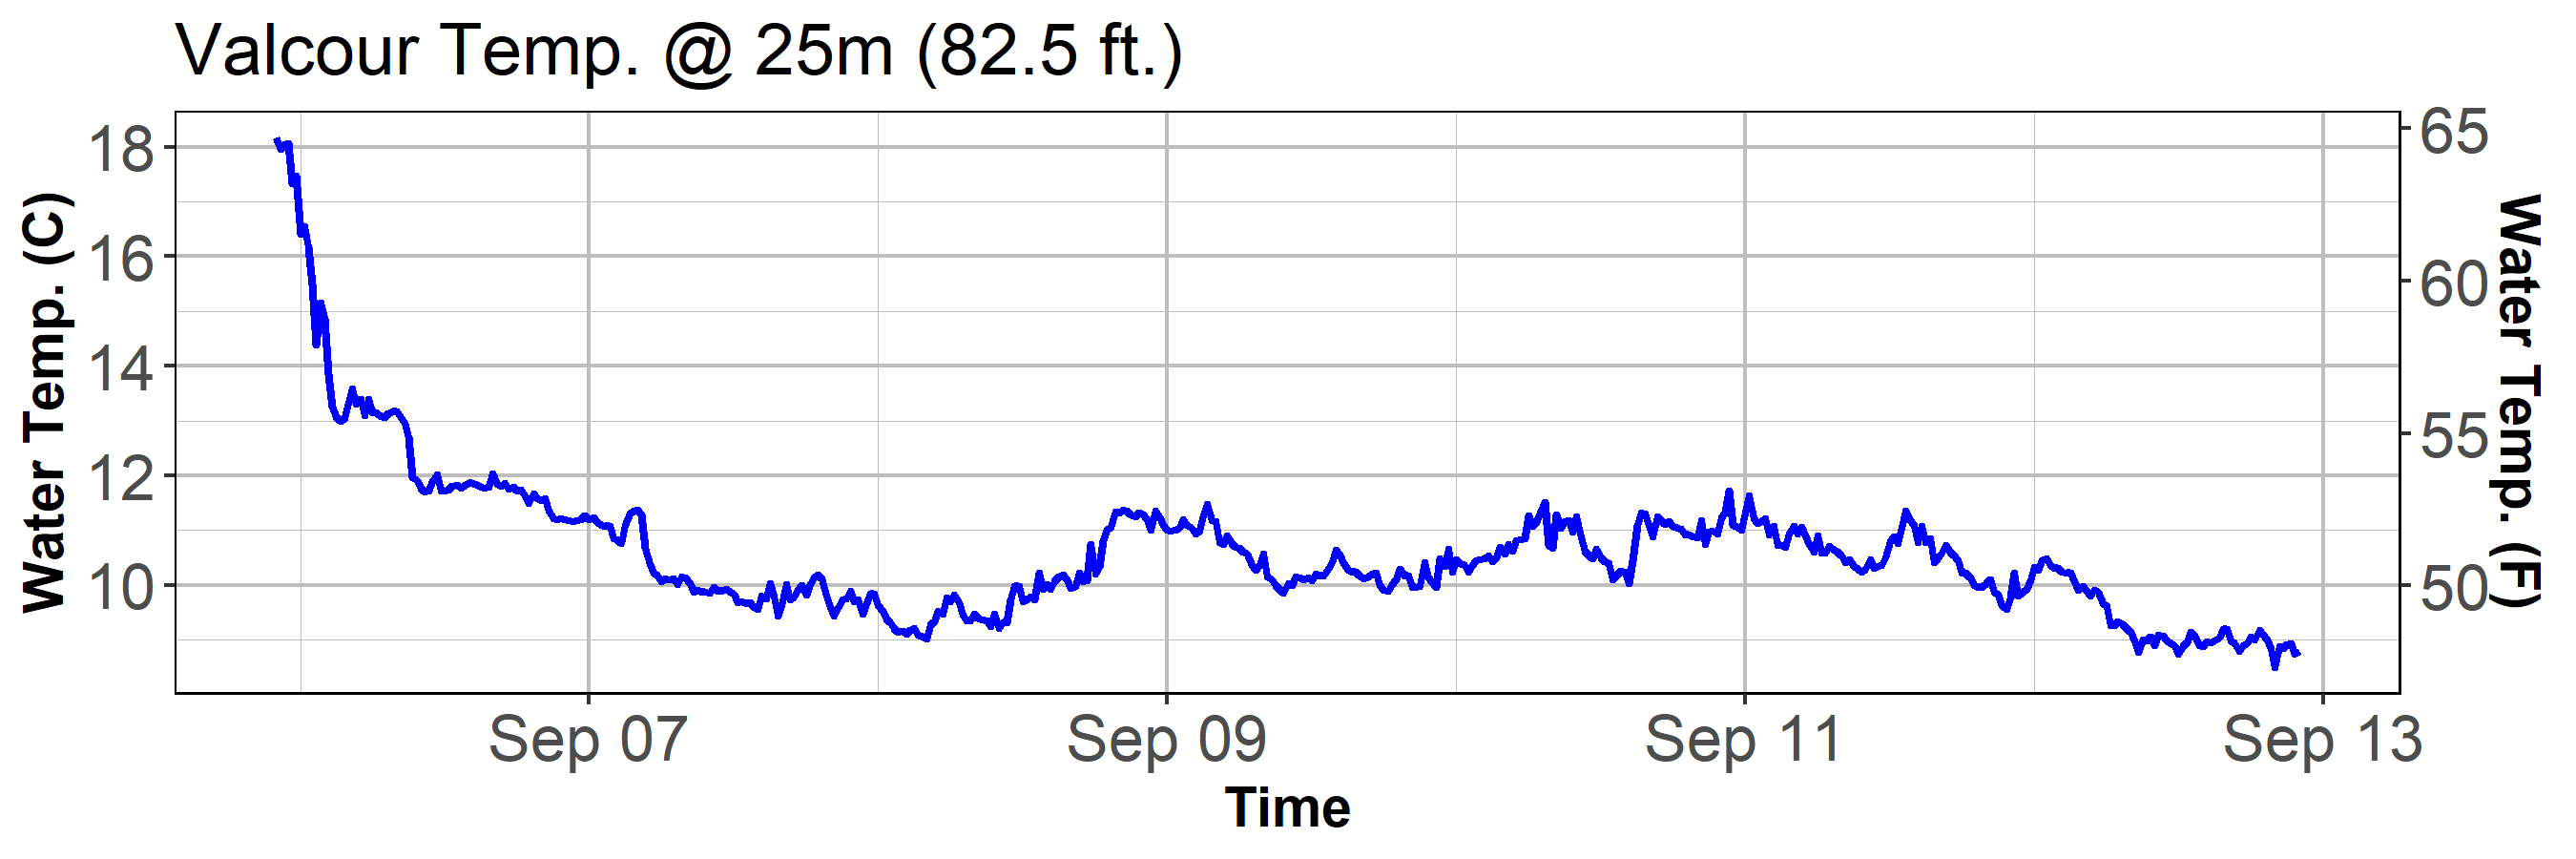 Valcour Temp. @ 25m (82.5 ft.)
Water Temp. (C)
18
16
14
12
10
65
60
55
50
Water Temp. (F)
Sep 07
Sep 09
Sep 11
Sep 13
Time